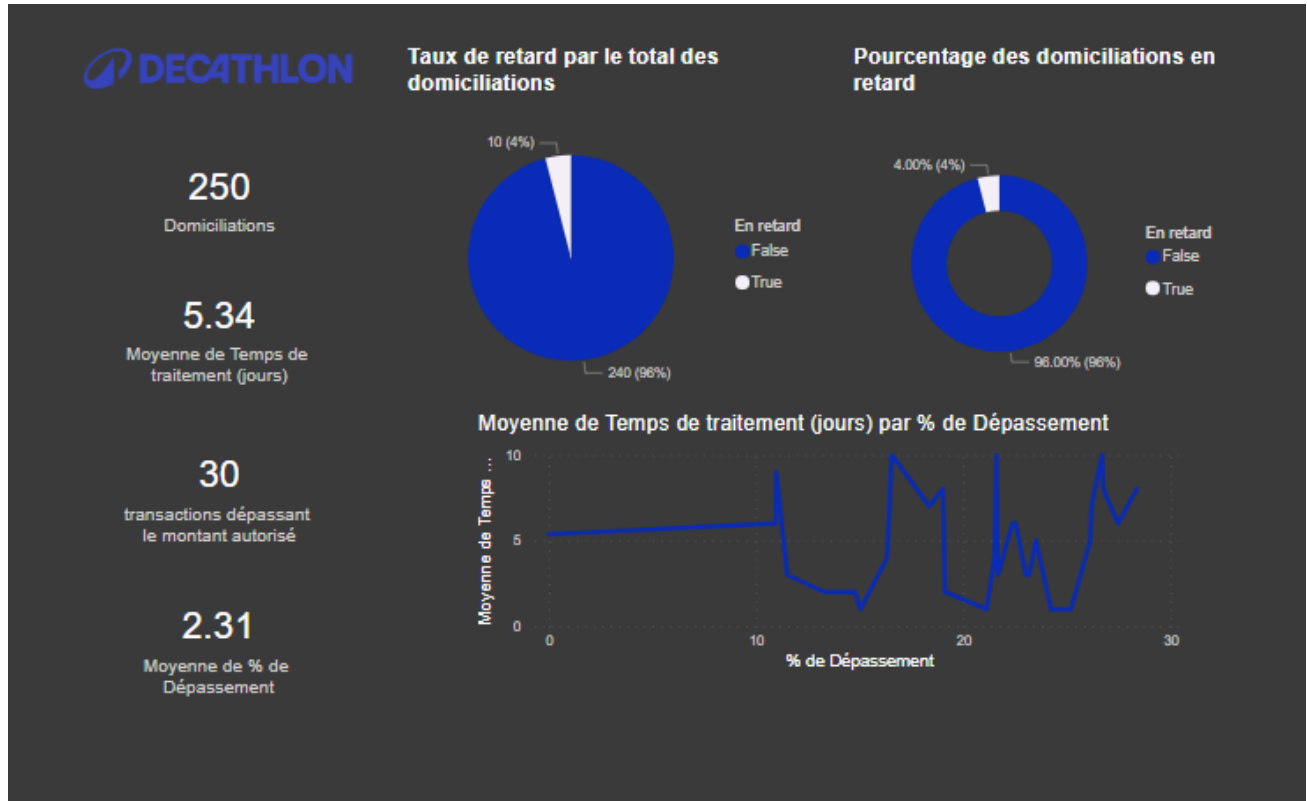 DECATHLON
Taux de retard par le total des
domiciliations
Pourcentage des domiciliations en
retard
250
Domiciliations
5.34
Moyenne de Temps de
traitement (jours)
30
transactions dépassant
le montant autorisé
2.31
Moyenne de % de
Dépassement
10 (4%)
240 (96%)
En retard
False
True
4.00% (4%)
96.00% (96%)
En retard
False
True
Moyenne de Temps de traitement (jours) par % de Dépassement
Moyenne de Temps ...
10
5
0
0
10
20
30
% de Dépassement